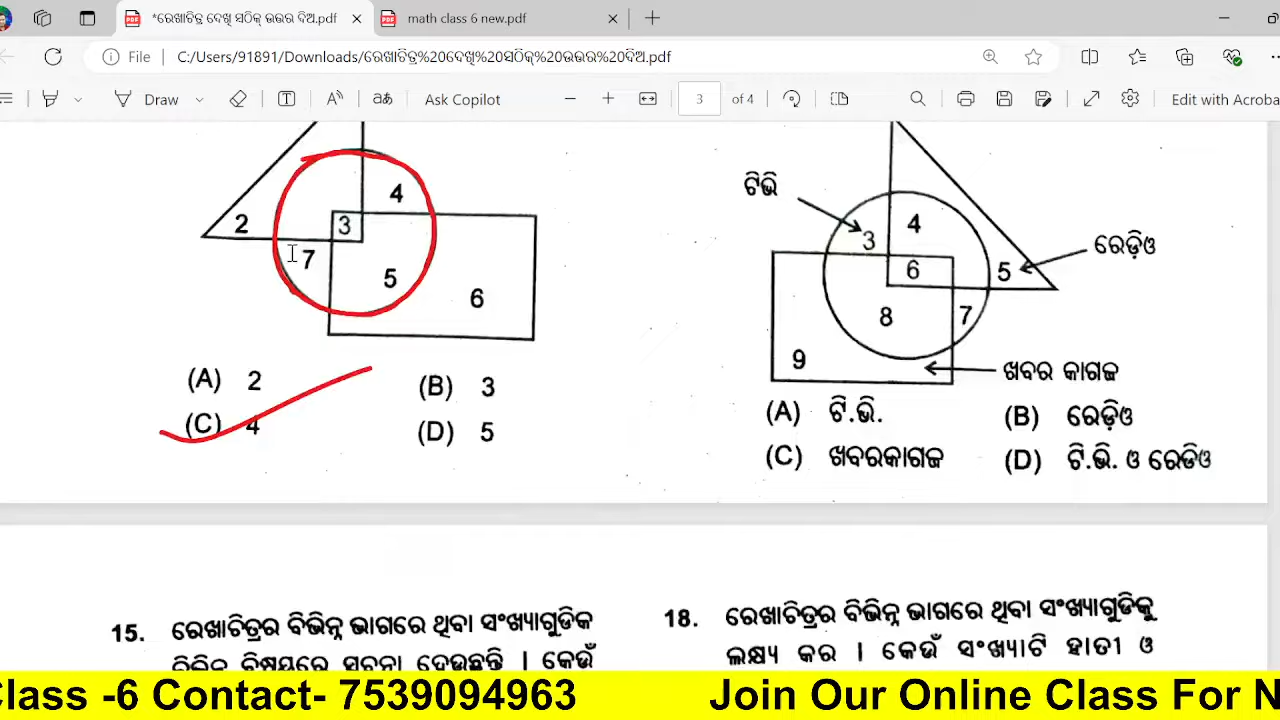 *ରେଖାଚିତ୍ର ଦେଖି ସଠିକ୍ ଉତ୍ତର ଦିଅ.pdf
math class 6 new.pdf
File C:/Users/91891/Downloads/ରେଖାଚିତ୍ର%20ଦେଖି%20ସଠିକ୍%20ଉତ୍ତର%20ଦିଅ.pdf
Draw Ask Copilot 3 of 4 Edit with Acroba
4
2
3
7
5
6
(A) 2 (B) 3
(C) 4 (D) 5
ଟିଭି
4
3
ରେଡ଼ିଓ
6
5
8
7
9
ଖବର କାଗଜ
(A) ଟି.ଭି. (B) ରେଡ଼ିଓ
(C) ଖବରକାଗଜ (D) ଟି.ଭି. ଓ ରେଡିଓ
15. ରେଖାଚିତ୍ରର ବିଭିନ୍ନ ଭାଗରେ ଥିବା ସଂଖ୍ୟାଗୁଡିକ
ବିଭିନ୍ନ ବିଷୟରେ ସୂଚନା ଦେଉଛନ୍ତି । କେଉଁ
18. ରେଖାଚିତ୍ରର ବିଭିନ୍ନ ଭାଗରେ ଥିବା ସଂଖ୍ୟାଗୁଡିକୁ
ଲକ୍ଷ୍ୟ କର । କେଉଁ ସଂଖ୍ୟାଟି ହାତୀ ଓ
Class -6 Contact- 7539094963 Join Our Online Class For N